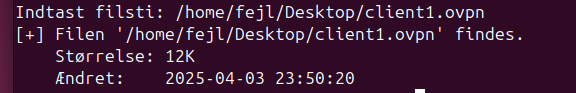 Indtast filsti: /home/fejl/Desktop/client1.ovpn
[+] Filen '/home/fejl/Desktop/client1.ovpn' findes.
Størrelse: 12K
Ændret: 2025-04-03 23:50:20